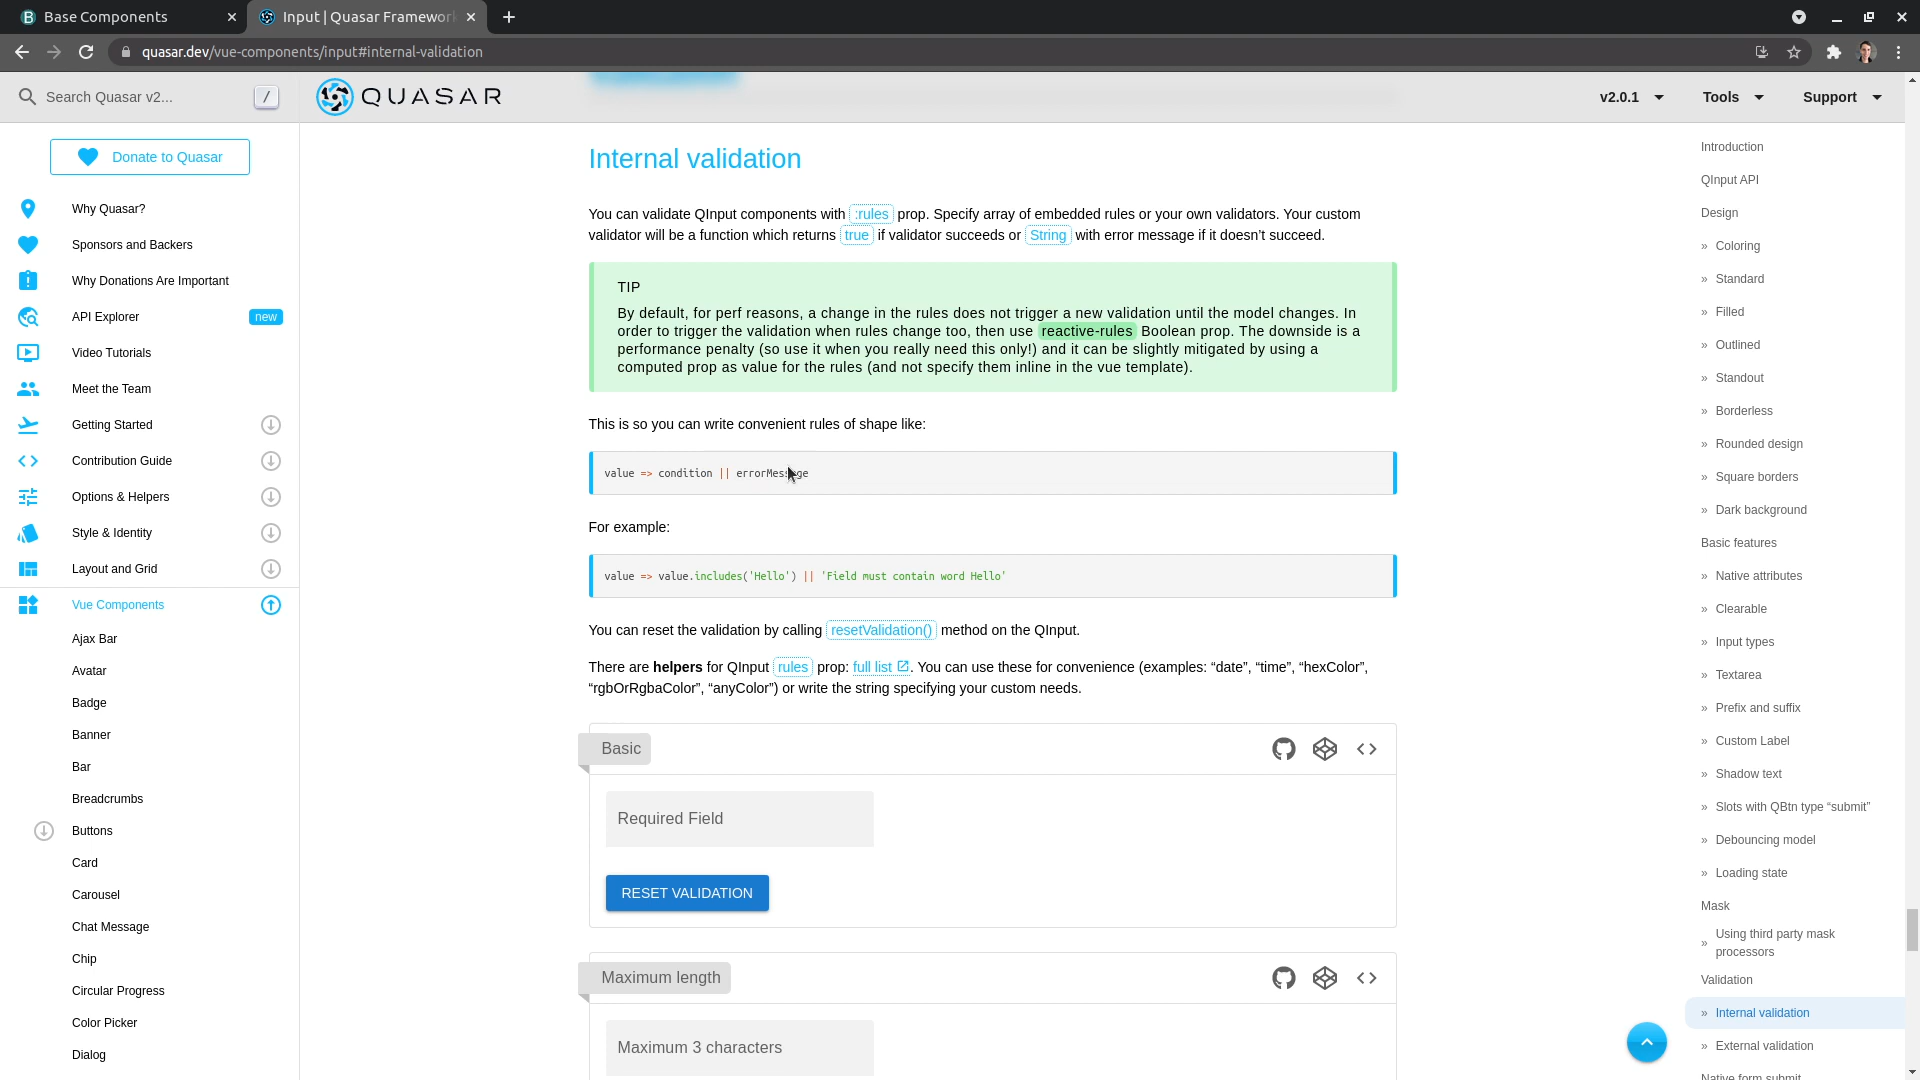 Base Components
Input | Quasar Framework
quasar.dev/vue-components/input#internal-validation
Search Quasar v2...
/
QUASAR
v2.0.1
Tools
Support
Donate to Quasar
Why Quasar?
Sponsors and Backers
Why Donations Are Important
API Explorer
new
Video Tutorials
Meet the Team
Getting Started
Contribution Guide
Options & Helpers
Style & Identity
Layout and Grid
Vue Components
Ajax Bar
Avatar
Badge
Banner
Bar
Breadcrumbs
Buttons
Card
Carousel
Chat Message
Chip
Circular Progress
Color Picker
Dialog
Internal validation
You can validate QInput components with :rules prop. Specify array of embedded rules or your own validators. Your custom
validator will be a function which returns true if validator succeeds or String with error message if it doesn’t succeed.
TIP
By default, for perf reasons, a change in the rules does not trigger a new validation until the model changes. In
order to trigger the validation when rules change too, then use reactive-rules Boolean prop. The downside is a
performance penalty (so use it when you really need this only!) and it can be slightly mitigated by using a
computed prop as value for the rules (and not specify them inline in the vue template).
This is so you can write convenient rules of shape like:
value => condition || errorMessage
For example:
value => value.includes('Hello') || 'Field must contain word Hello'
You can reset the validation by calling resetValidation() method on the QInput.
There are helpers for QInput rules prop: full list. You can use these for convenience (examples: “date”, “time”, “hexColor”,
“rgbOrRgbaColor”, “anyColor”) or write the string specifying your custom needs.
Basic
Required Field
RESET VALIDATION
Maximum length
Maximum 3 characters
Introduction
QInput API
Design
» Coloring
» Standard
» Filled
» Outlined
» Standout
» Borderless
» Rounded design
» Square borders
» Dark background
Basic features
» Native attributes
» Clearable
» Input types
» Textarea
» Prefix and suffix
» Custom Label
» Shadow text
» Slots with QBtn type “submit”
» Debouncing model
» Loading state
Mask
» Using third party mask
processors
Validation
» Internal validation
» External validation
Native form submit